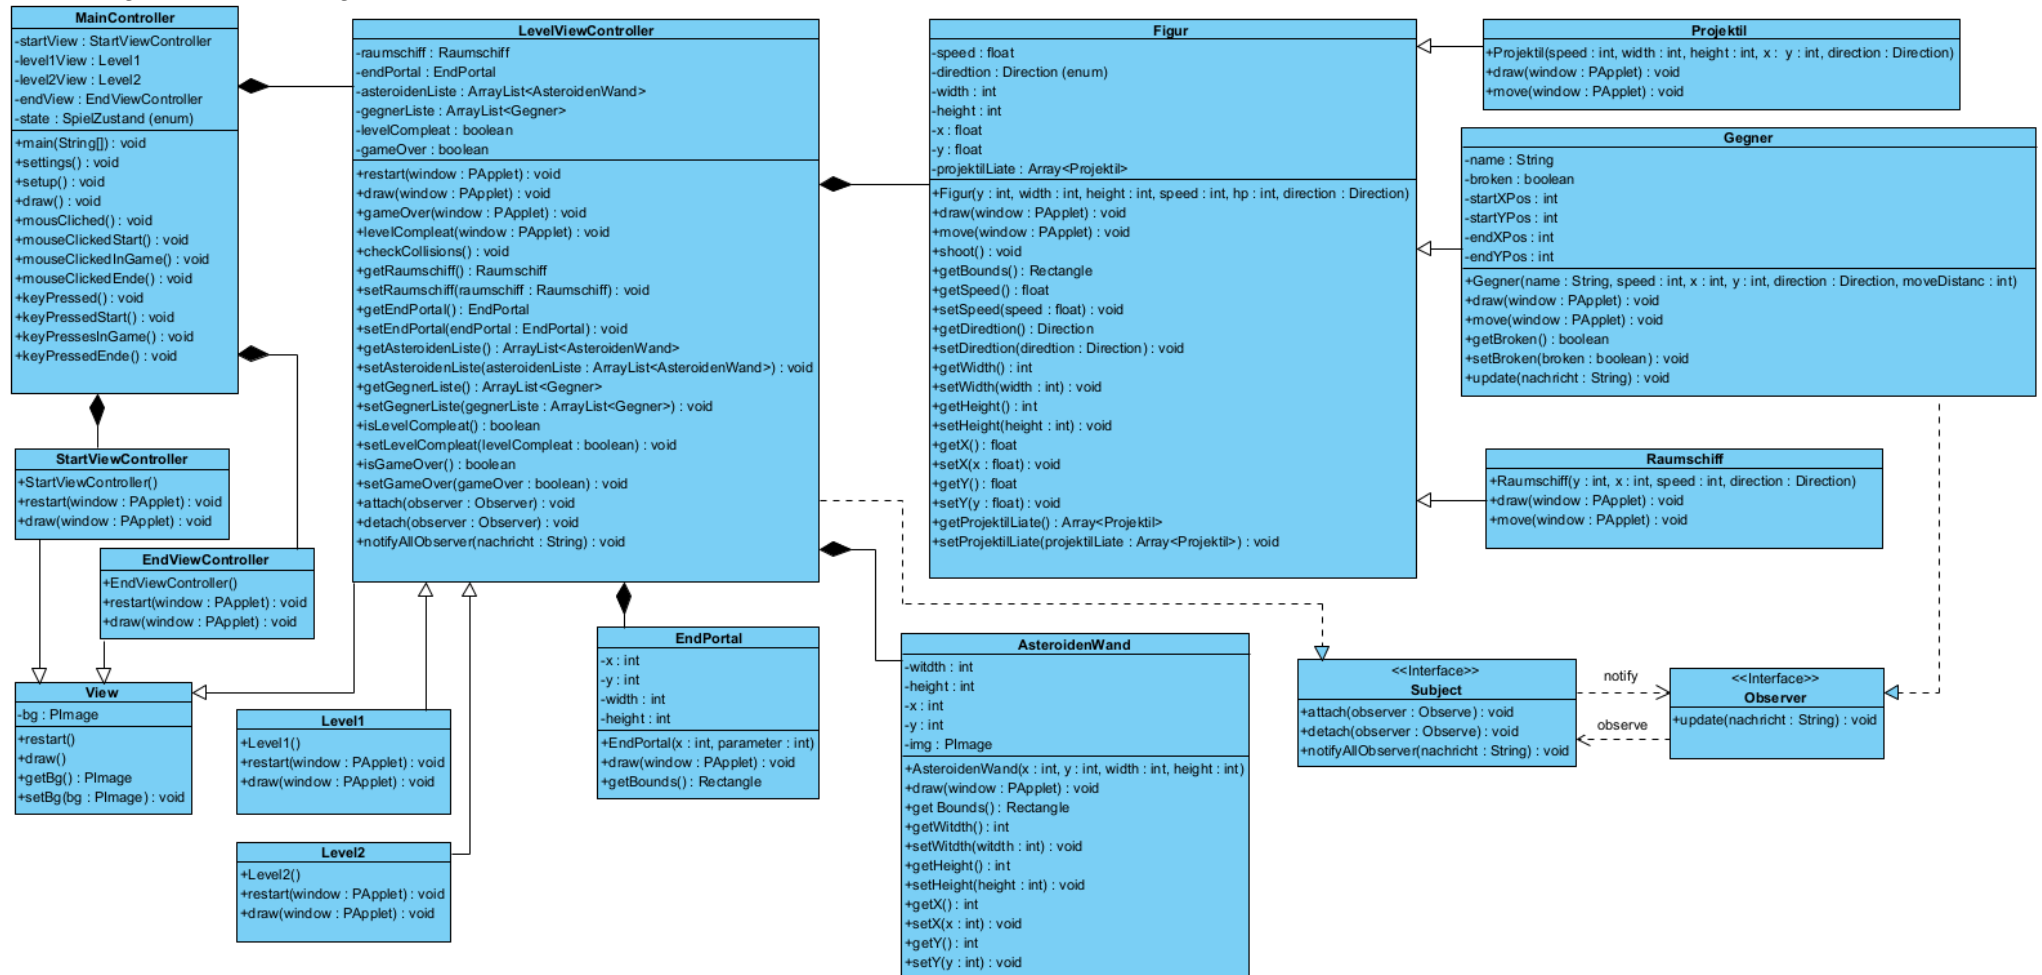 MainController
-startView : StartViewController
-level1View : Level1
-level2View : Level2
-endView : EndViewController
-state : SpielZustand (enum)
+main(String[]) : void
+settings() : void
+setup() : void
+draw() : void
+mousCliched() : void
+mouseClickedStart() : void
+mouseClickedInGame() : void
+mouseClickedEnde() : void
+keyPressed() : void
+keyPressedStart() : void
+keyPressesInGame() : void
+keyPressedEnde() : void
StartViewController
+StartViewController()
+restart(window : PApplet) : void
+draw(window : PApplet) : void
EndViewController
+EndViewController()
+restart(window : PApplet) : void
+draw(window : PApplet) : void
View
-bg : PImage
+restart()
+draw()
+getBg() : PImage
+setBg(bg : PImage) : void
LevelViewController
-raumschiff : Raumschiff
-endPortal : EndPortal
-asteroidenListe : ArrayList<AsteroidenWand>
-gegnerListe : ArrayList<Gegner>
-levelCompleat : boolean
-gameOver : boolean
+restart(window : PApplet) : void
+draw(window : PApplet) : void
+gameOver(window : PApplet) : void
+levelCompleat(window : PApplet) : void
+checkCollisions() : void
+getRaumschiff() : Raumschiff
+setRaumschiff(raumschiff : Raumschiff) : void
+getEndPortal() : EndPortal
+setEndPortal(endPortal : EndPortal) : void
+getAsteroidenListe() : ArrayList<AsteroidenWand>
+setAsteroidenListe(asteroidenListe : ArrayList<AsteroidenWand>) : void
+getGegnerListe() : ArrayList<Gegner>
+setGegnerListe(gegnerListe : ArrayList<Gegner>) : void
+isLevelCompleat() : boolean
+setLevelCompleat(levelCompleat : boolean) : void
+isGameOver() : boolean
+setGameOver(gameOver : boolean) : void
+attach(observer : Observer) : void
+detach(observer : Observer) : void
+notifyAllObserver(nachricht : String) : void
Level1
+Level1()
+restart(window : PApplet) : void
+draw(window : PApplet) : void
Level2
+Level2()
+restart(window : PApplet) : void
+draw(window : PApplet) : void
EndPortal
-x : int
-y : int
-width : int
-height : int
+EndPortal(x : int, parameter : int)
+draw(window : PApplet) : void
+getBounds() : Rectangle
Figur
-speed : float
-diredtion : Direction (enum)
-width : int
-height : int
-x : float
-y : float
-projektilLiate : Array<Projektil>
+Figur(y : int, width : int, height : int, speed : int, hp : int, direction : Direction)
+draw(window : PApplet) : void
+move(window : PApplet) : void
+shoot() : void
+getBounds() : Rectangle
+getSpeed() : float
+setSpeed(speed : float) : void
+getDiredtion() : Direction
+setDiredtion(diredtion : Direction) : void
+getWidth() : int
+setWidth(width : int) : void
+getHeight() : int
+setHeight(height : int) : void
+getX() : float
+setX(x : float) : void
+getY() : float
+setY(y : float) : void
+getProjektilLiate() : Array<Projektil>
+setProjektilLiate(projektilLiate : Array<Projektil>) : void
AsteroidenWand
-witdth : int
-height : int
-x : int
-y : int
-img : PImage
+AsteroidenWand(x : int, y : int, width : int, height : int)
+draw(window : PApplet) : void
+get Bounds() : Rectangle
+getWitdth() : int
+setWitdth(witdth : int) : void
+getHeight() : int
+setHeight(height : int) : void
+getX() : int
+setX(x : int) : void
+getY() : int
+setY(y : int) : void
Projektil
+Projektil(speed : int, width : int, height : int, x : y : int, direction : Direction)
+draw(window : PApplet) : void
+move(window : PApplet) : void
Gegner
-name : String
-broken : boolean
-startXPos : int
-startYPos : int
-endXPos : int
-endYPos : int
+Gegner(name : String, speed : int, x : int, y : int, direction : Direction, moveDistanc : int)
+draw(window : PApplet) : void
+move(window : PApplet) : void
+getBroken() : boolean
+setBroken(broken : boolean) : void
+update(nachricht : String) : void
Raumschiff
+Raumschiff(y : int, x : int, speed : int, direction : Direction)
+draw(window : PApplet) : void
+move(window : PApplet) : void
<<Interface>>
Subject
+attach(observer : Observe) : void
+detach(observer : Observe) : void
+notifyAllObserver(nachricht : String) : void
notify
observe
<<Interface>>
Observer
+update(nachricht : String) : void